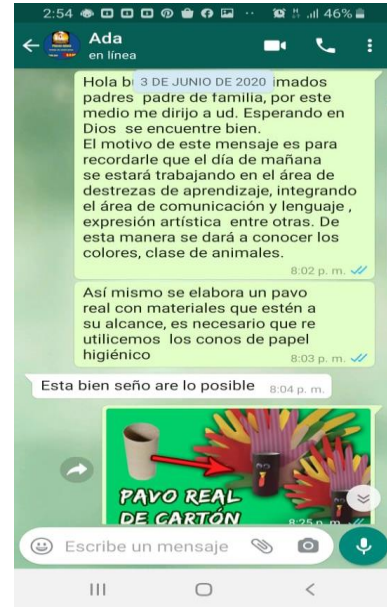 2:54
46%
Ada
en línea
3 DE JUNIO DE 2020
Hola b imados
padres padre de familia, por este
medio me dirijo a ud. Esperando en
Dios se encuentre bien.
El motivo de este mensaje es para
recordarle que el día de mañana
se estará trabajando en el área de
destrezas de aprendizaje, integrando
el área de comunicación y lenguaje ,
expresión artística entre otras. De
esta manera se dará a conocer los
colores, clase de animales.
8:02 p. m.
Así mismo se elabora un pavo
real con materiales que estén a
su alcance, es necesario que re
utilicemos los conos de papel
higiénico
8:03 p. m.
Esta bien seño are lo posible
8:04 p. m.
PAVO REAL
DE CARTÓN
8:25 p. m.
Escribe un mensaje